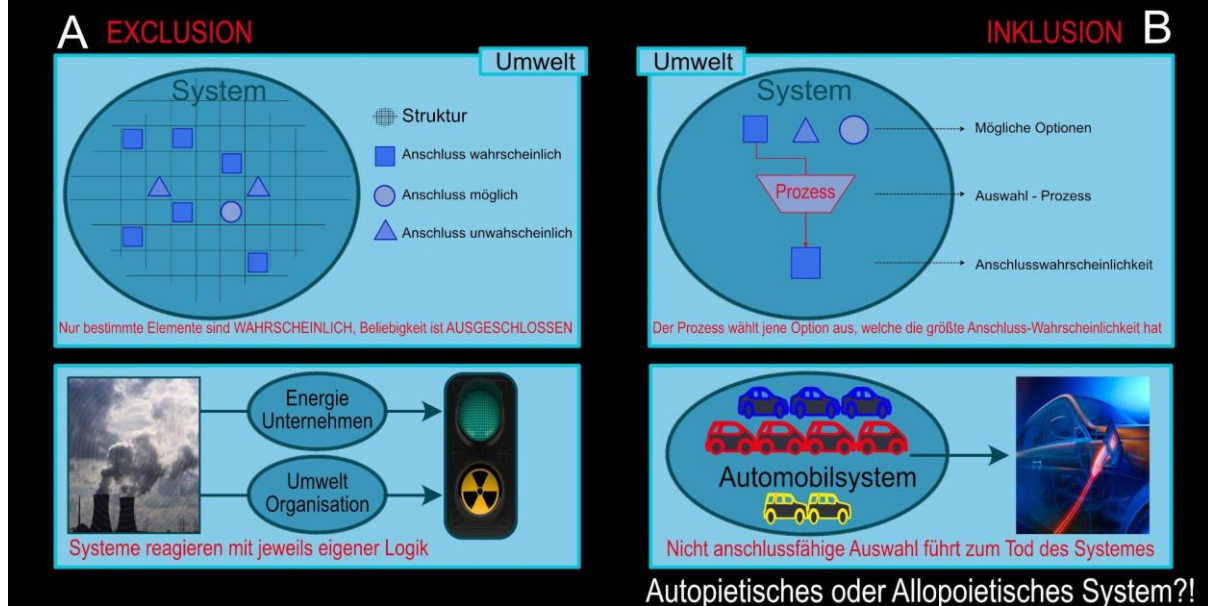 A EXCLUSION
Umwelt
System
Struktur
Anschluss wahrscheinlich
Anschluss möglich
Anschluss unwahscheinlich
Nur bestimmte Elemente sind WAHRSCHEINLICH, Beliebigkeit ist AUSGESCHLOSSEN
INKLUSION B
Umwelt
System
Mögliche Optionen
Prozess
Auswahl - Prozess
Anschlusswahrscheinlichkeit
Der Prozess wählt jene Option aus, welche die größte Anschluss-Wahrscheinlichkeit hat
Energie
Unternehmen
Umwelt
Organisation
Systeme reagieren mit jeweils eigener Logik
Automobilsystem
Nicht anschlussfähige Auswahl führt zum Tod des Systemes
Autopietisches oder Allopoietisches System?!